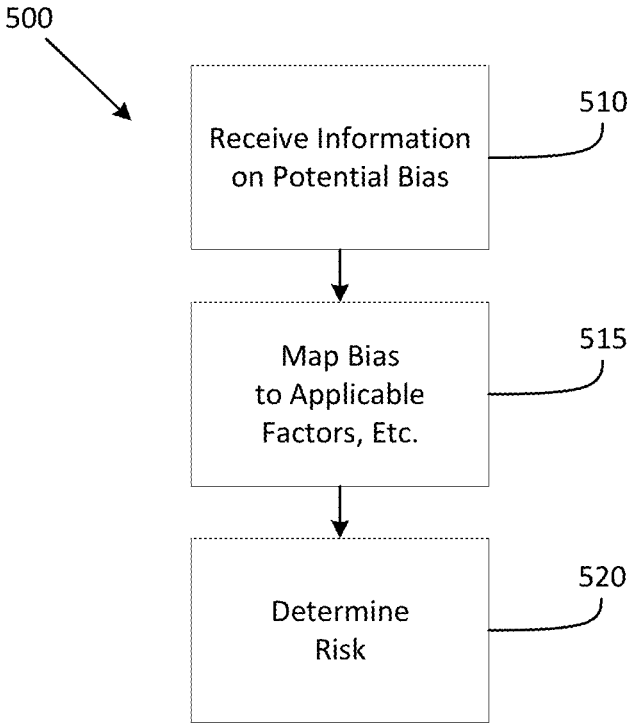 500
510
Receive Information
on Potential Bias
515
Map Bias
to Applicable
Factors, Etc.
520
Determine
Risk